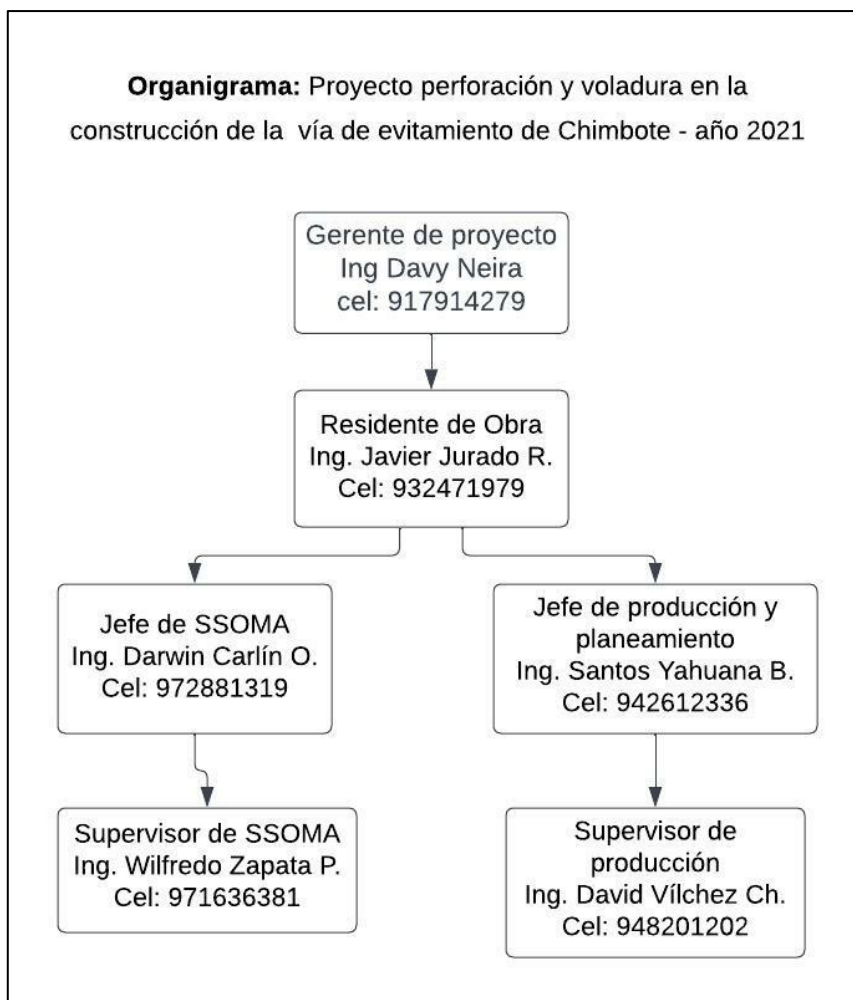 Organigrama: Proyecto perforación y voladura en la
construcción de la vía de evitamiento de Chimbote - año 2021
Gerente de proyecto
Ing Davy Neira
cel: 917914279
Residente de Obra
Ing. Javier Jurado R.
Cel: 932471979
Jefe de SSOMA
Ing. Darwin Carlín O.
Cel: 972881319
Jefe de producción y
planeamiento
Ing. Santos Yahuana B.
Cel: 942612336
Supervisor de SSOMA
Ing. Wilfredo Zapata P.
Cel: 971636381
Supervisor de
producción
Ing. David Vílchez Ch.
Cel: 948201202